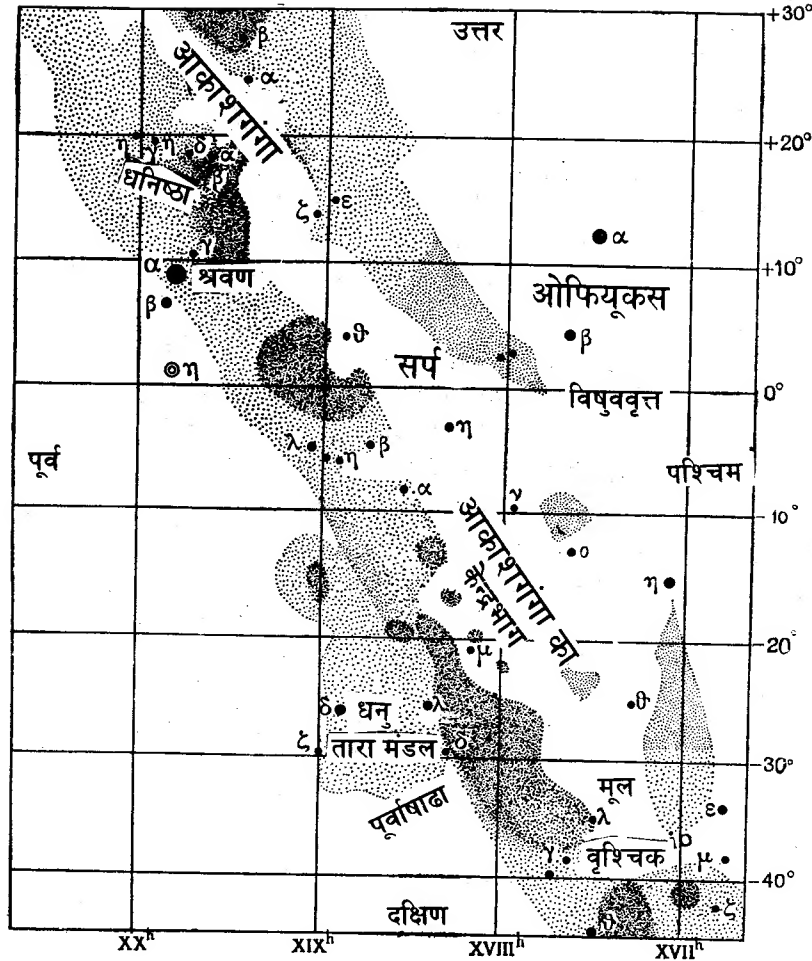 +30°
उत्तर
β
α
आकाशगंगा
+20°
η γ η δ α
β
धनिष्ठा
ζ ε
α
γ
+10°
α श्रवण
ओफियूकस
β
β
ϑ
सर्प
η
0°
विषुववृत्त
η
λ η β
पूर्व
पश्चिम
α
γ
-10°
आकाशगंगा का
केन्द्रभाग
ο
η
μ
-20°
ϑ
δ धनु λ
ζ तारा मंडल δ
-30°
मूल
पूर्वाषाढा
ε
λ
γ वृश्चिक
μ
-40°
ζ
दक्षिण
ϑ
XXʰ XIXʰ XVIIIʰ XVIIʰ